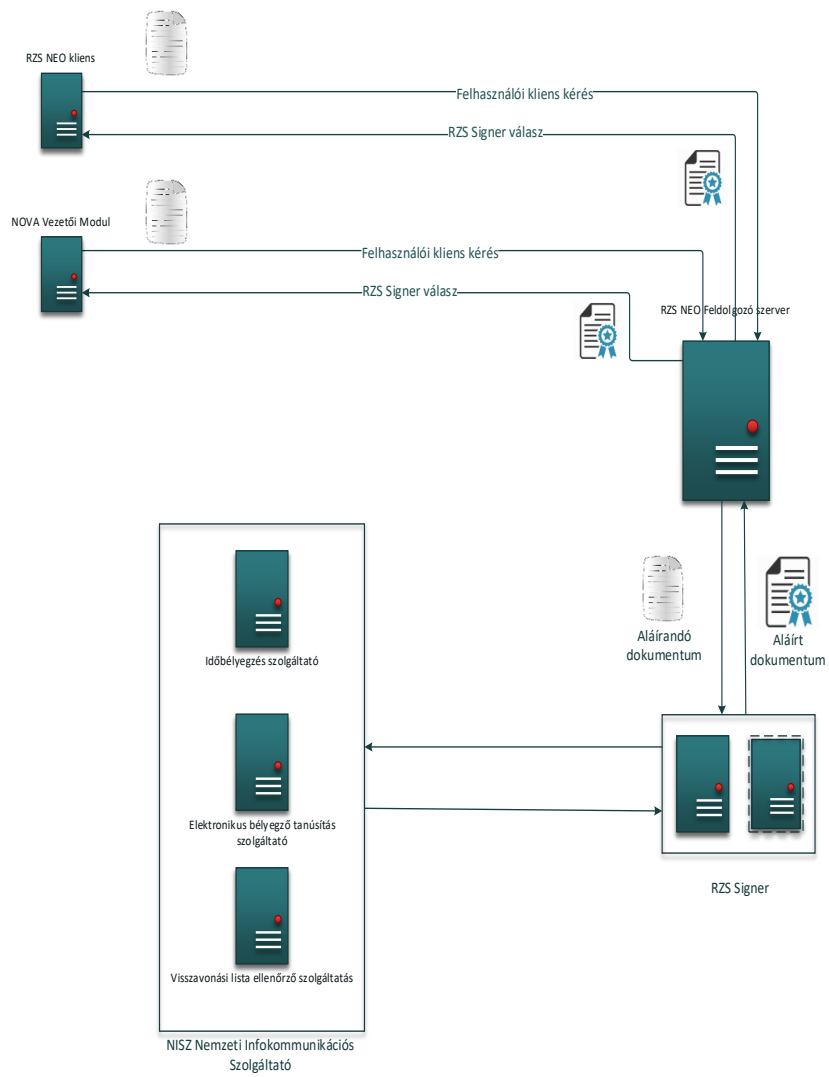 RZS NEO kliens
Felhasználói kliens kérés
RZS Signer válasz
NOVA Vezetői Modul
Felhasználói kliens kérés
RZS Signer válasz
RZS NEO Feldolgozó szerver
Időbélyegzés szolgáltató
Aláírandó
dokumentum
Aláírt
dokumentum
Elektronikus bélyegző tanúsítás
szolgáltató
RZS Signer
Visszavonási lista ellenőrző szolgáltatás
NISZ Nemzeti Infokommunikációs
Szolgáltató